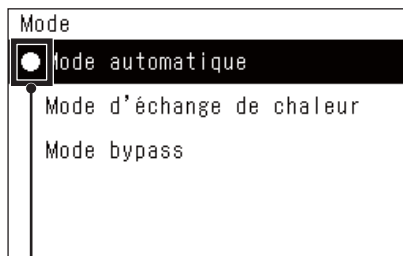 Mode
Mode automatique
Mode d'échange de chaleur
Mode bypass